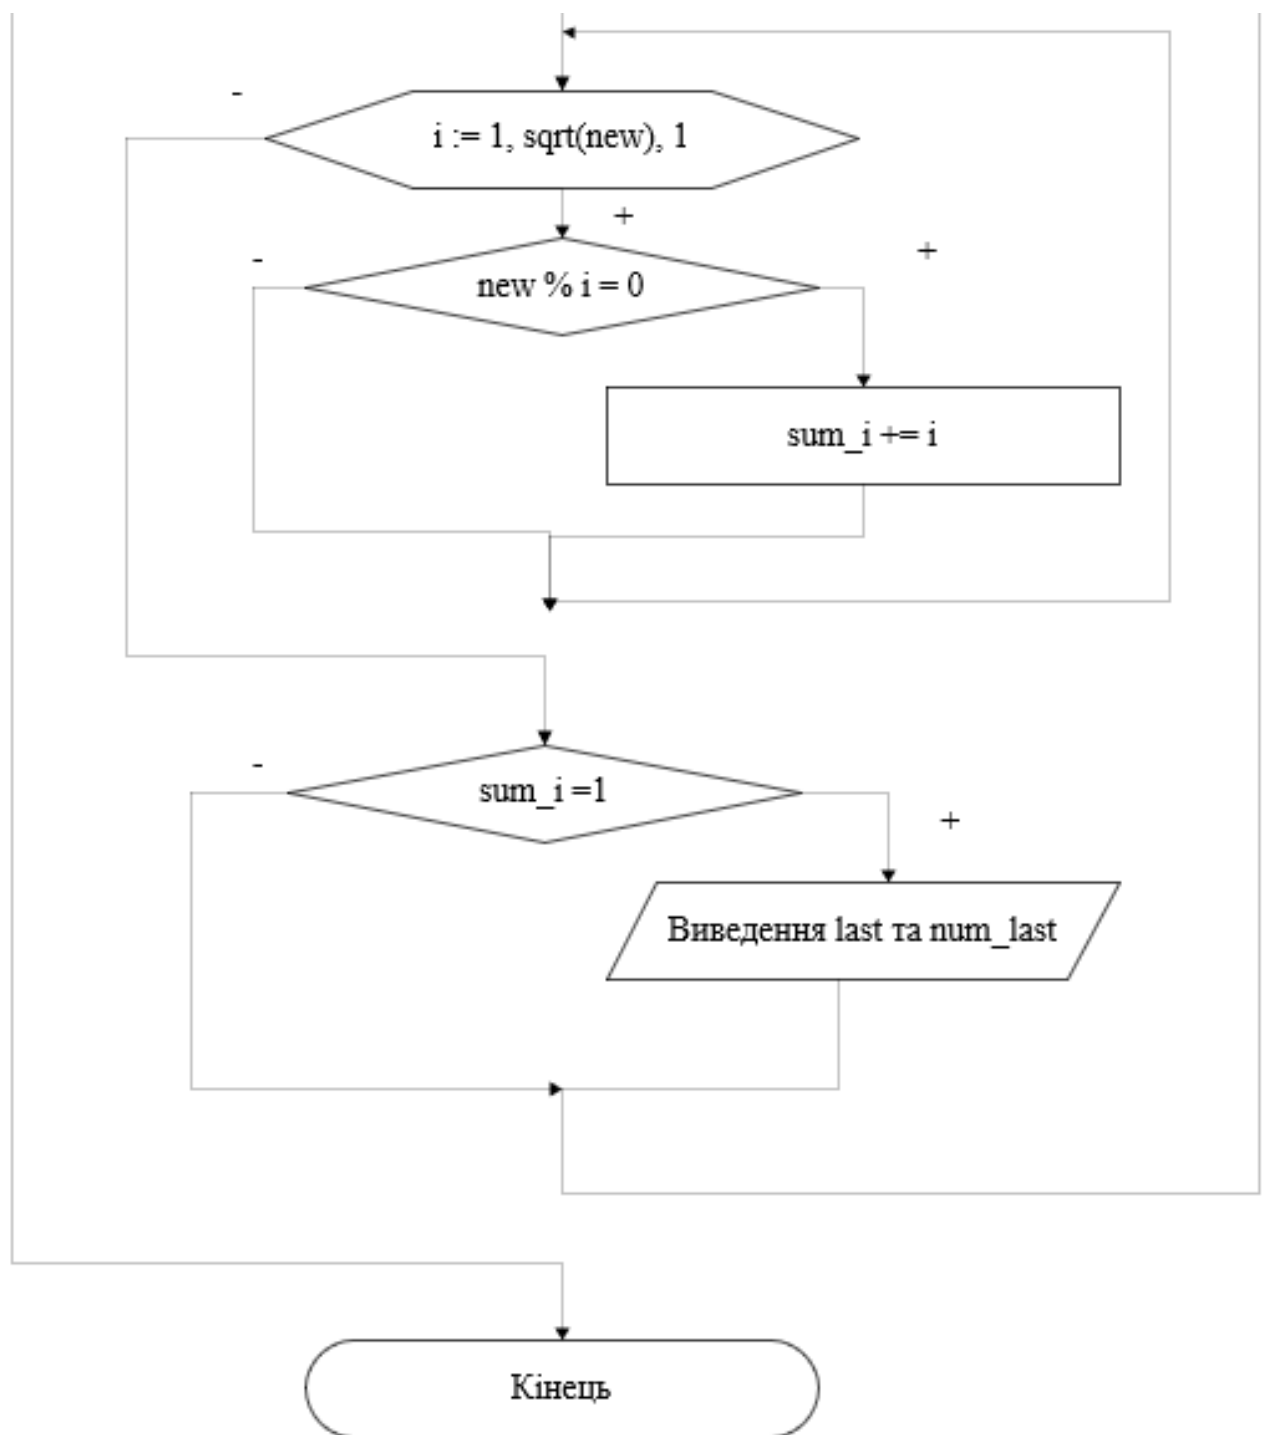 -
i := 1, sqrt(new), 1
+
+
-
new % i = 0
sum_i += i
-
sum_i =1
+
Виведення last та num_last
Кінець